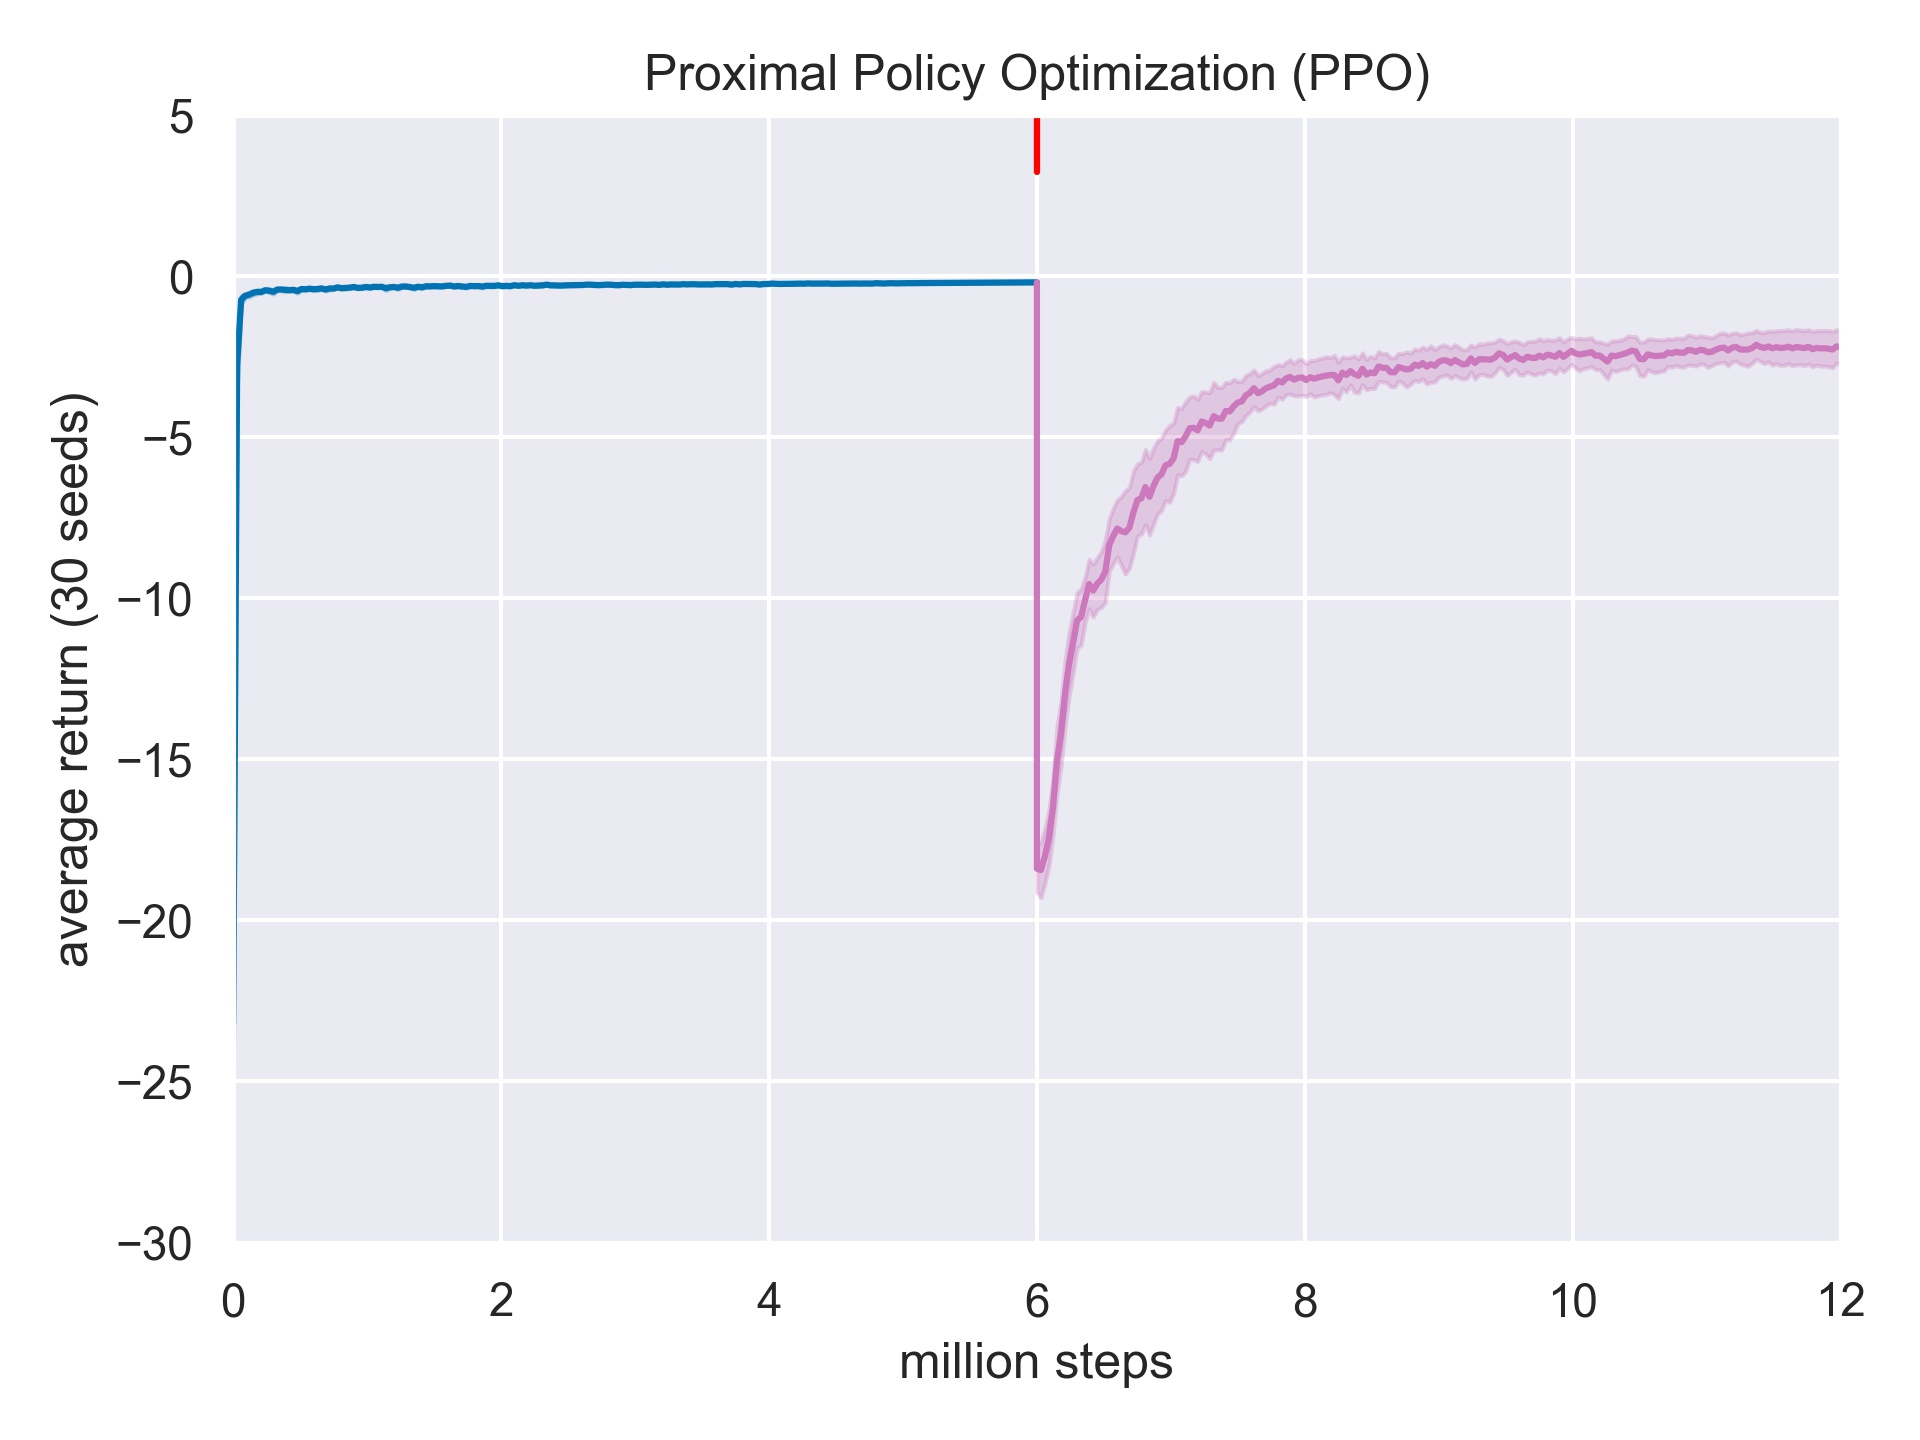 Proximal Policy Optimization (PPO)
5
0
−5
−10
−15
−20
−25
−30
average return (30 seeds)
0 2 4 6 8 10 12
million steps